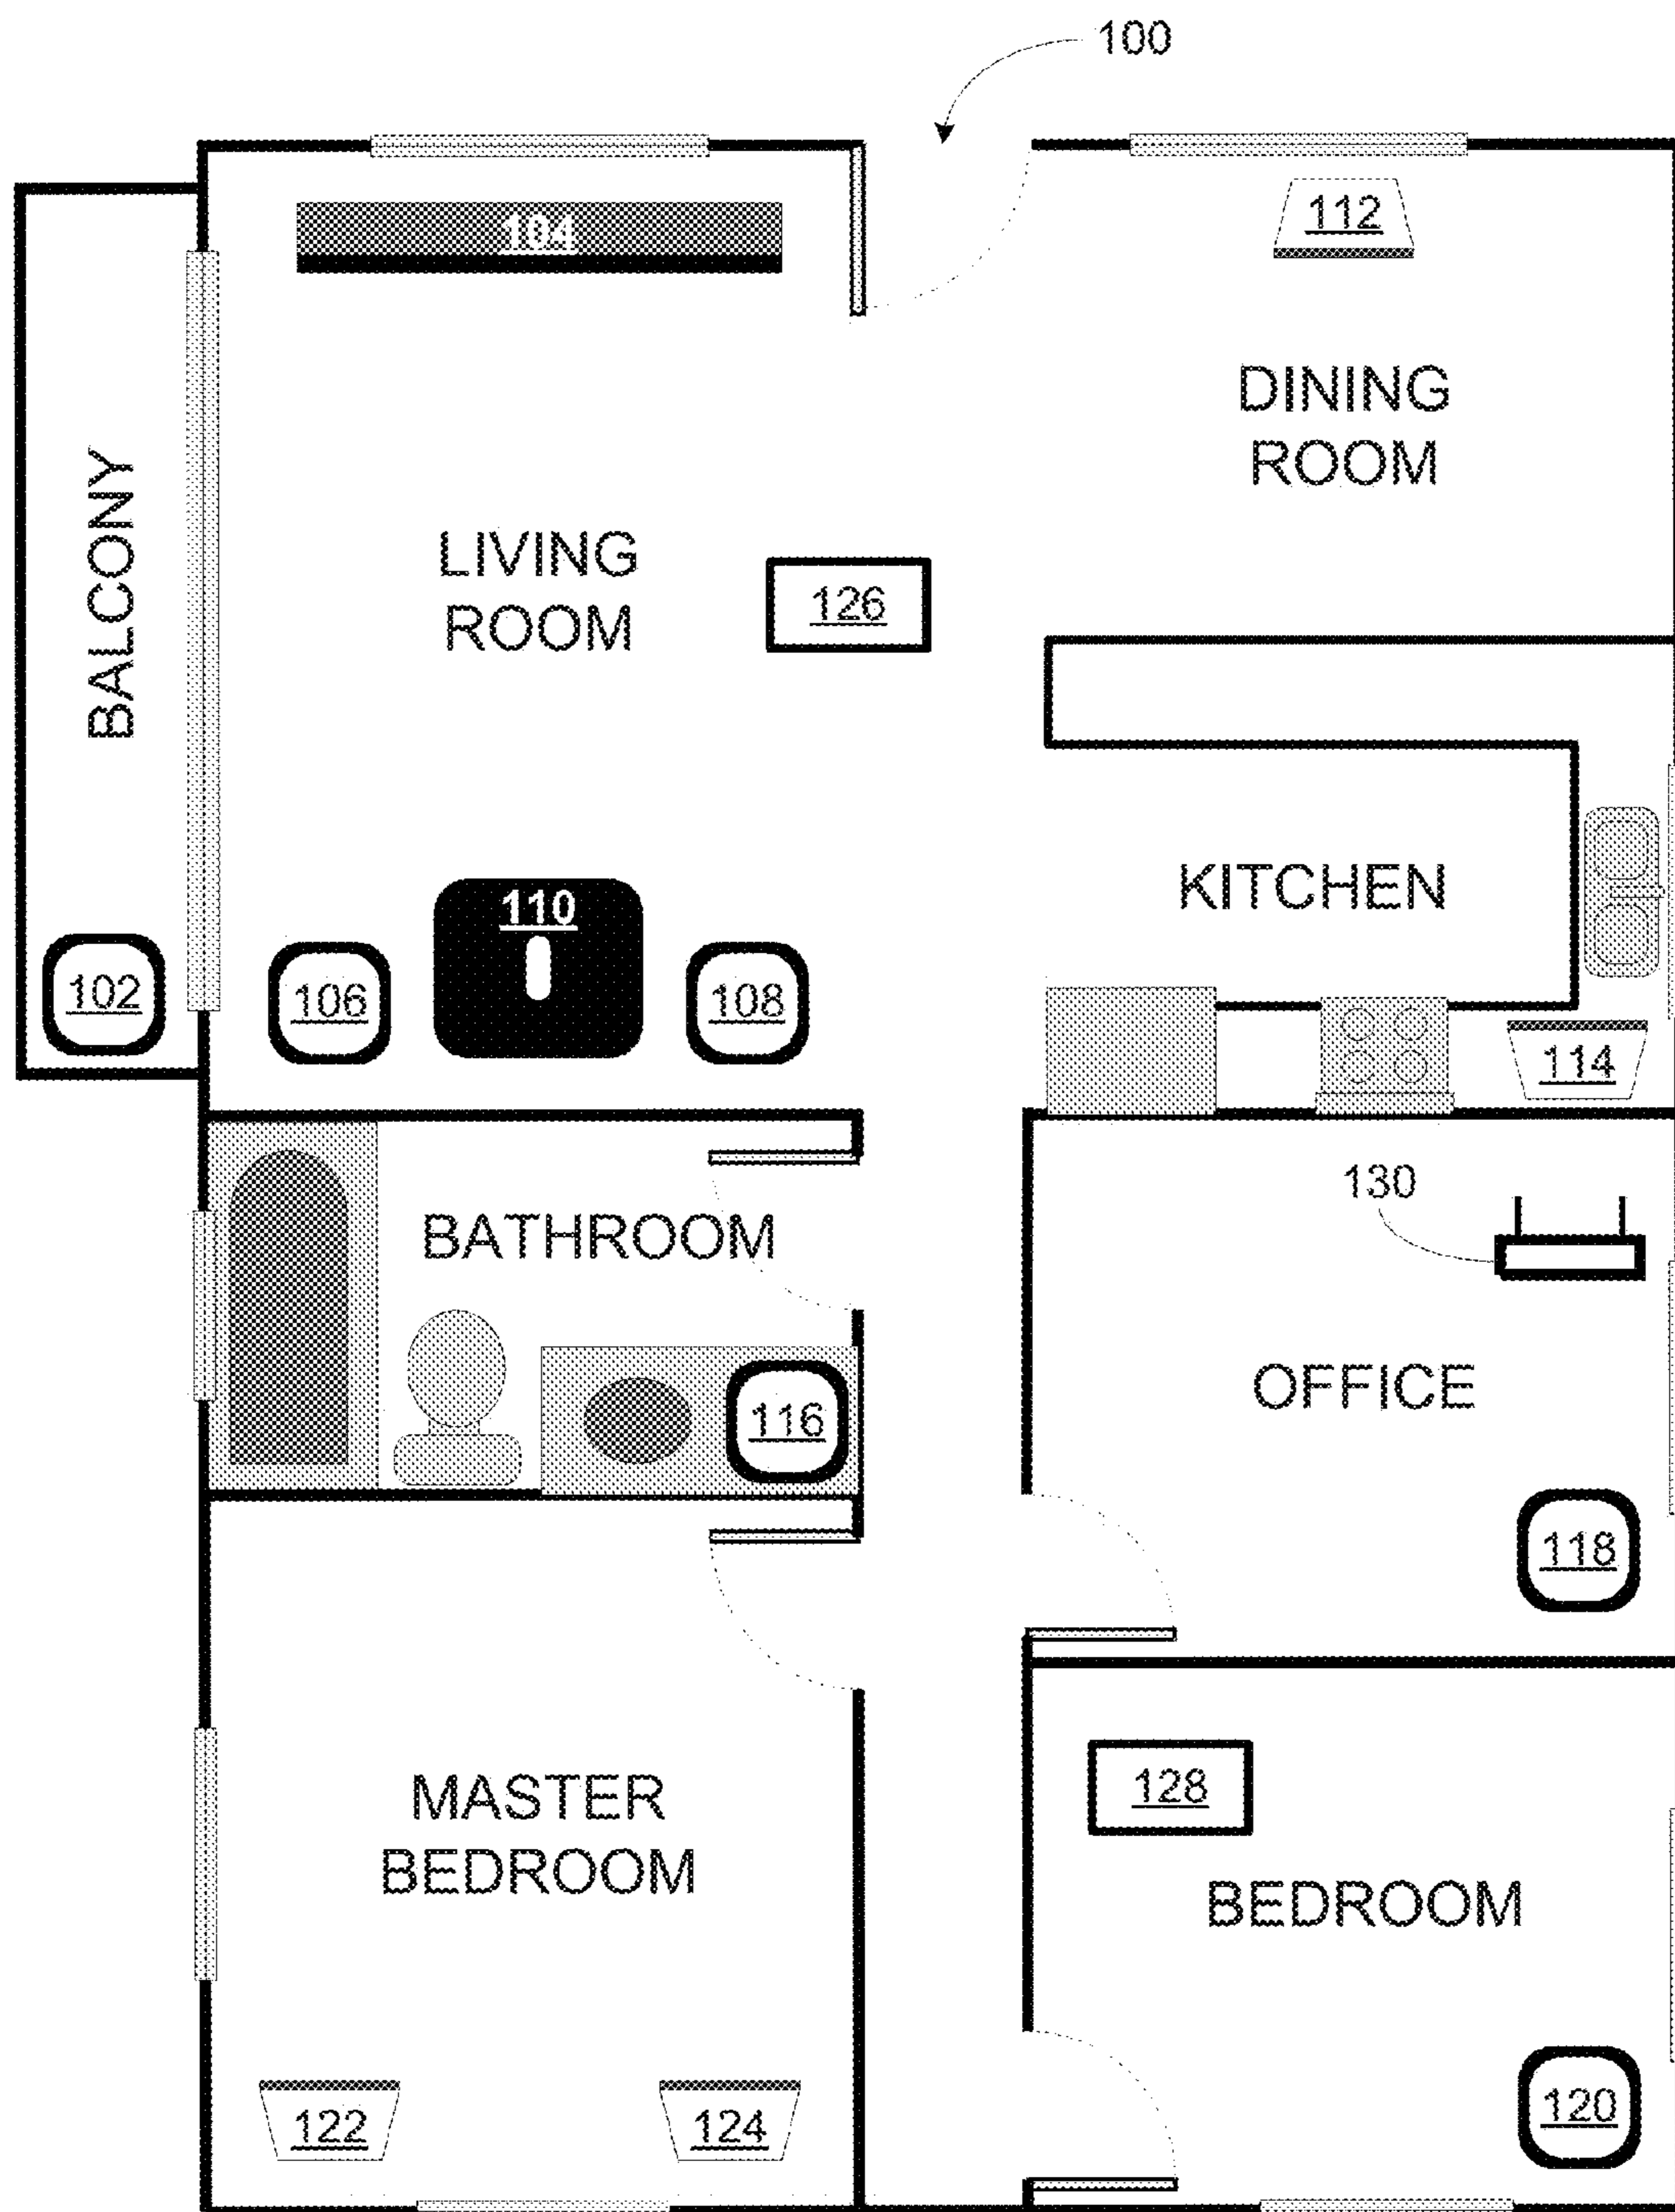 100
104
112
DINING
ROOM
BALCONY
LIVING
ROOM
126
KITCHEN
110
102
106
108
114
130
BATHROOM
OFFICE
116
118
128
MASTER
BEDROOM
BEDROOM
122
124
120